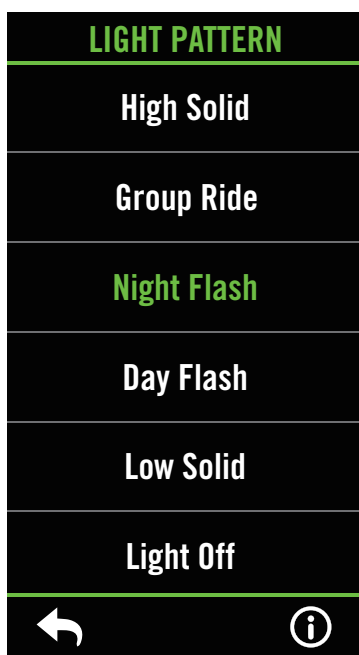 LIGHT PATTERN
High Solid
Group Ride
Night Flash
Day Flash
Low Solid
Light Off